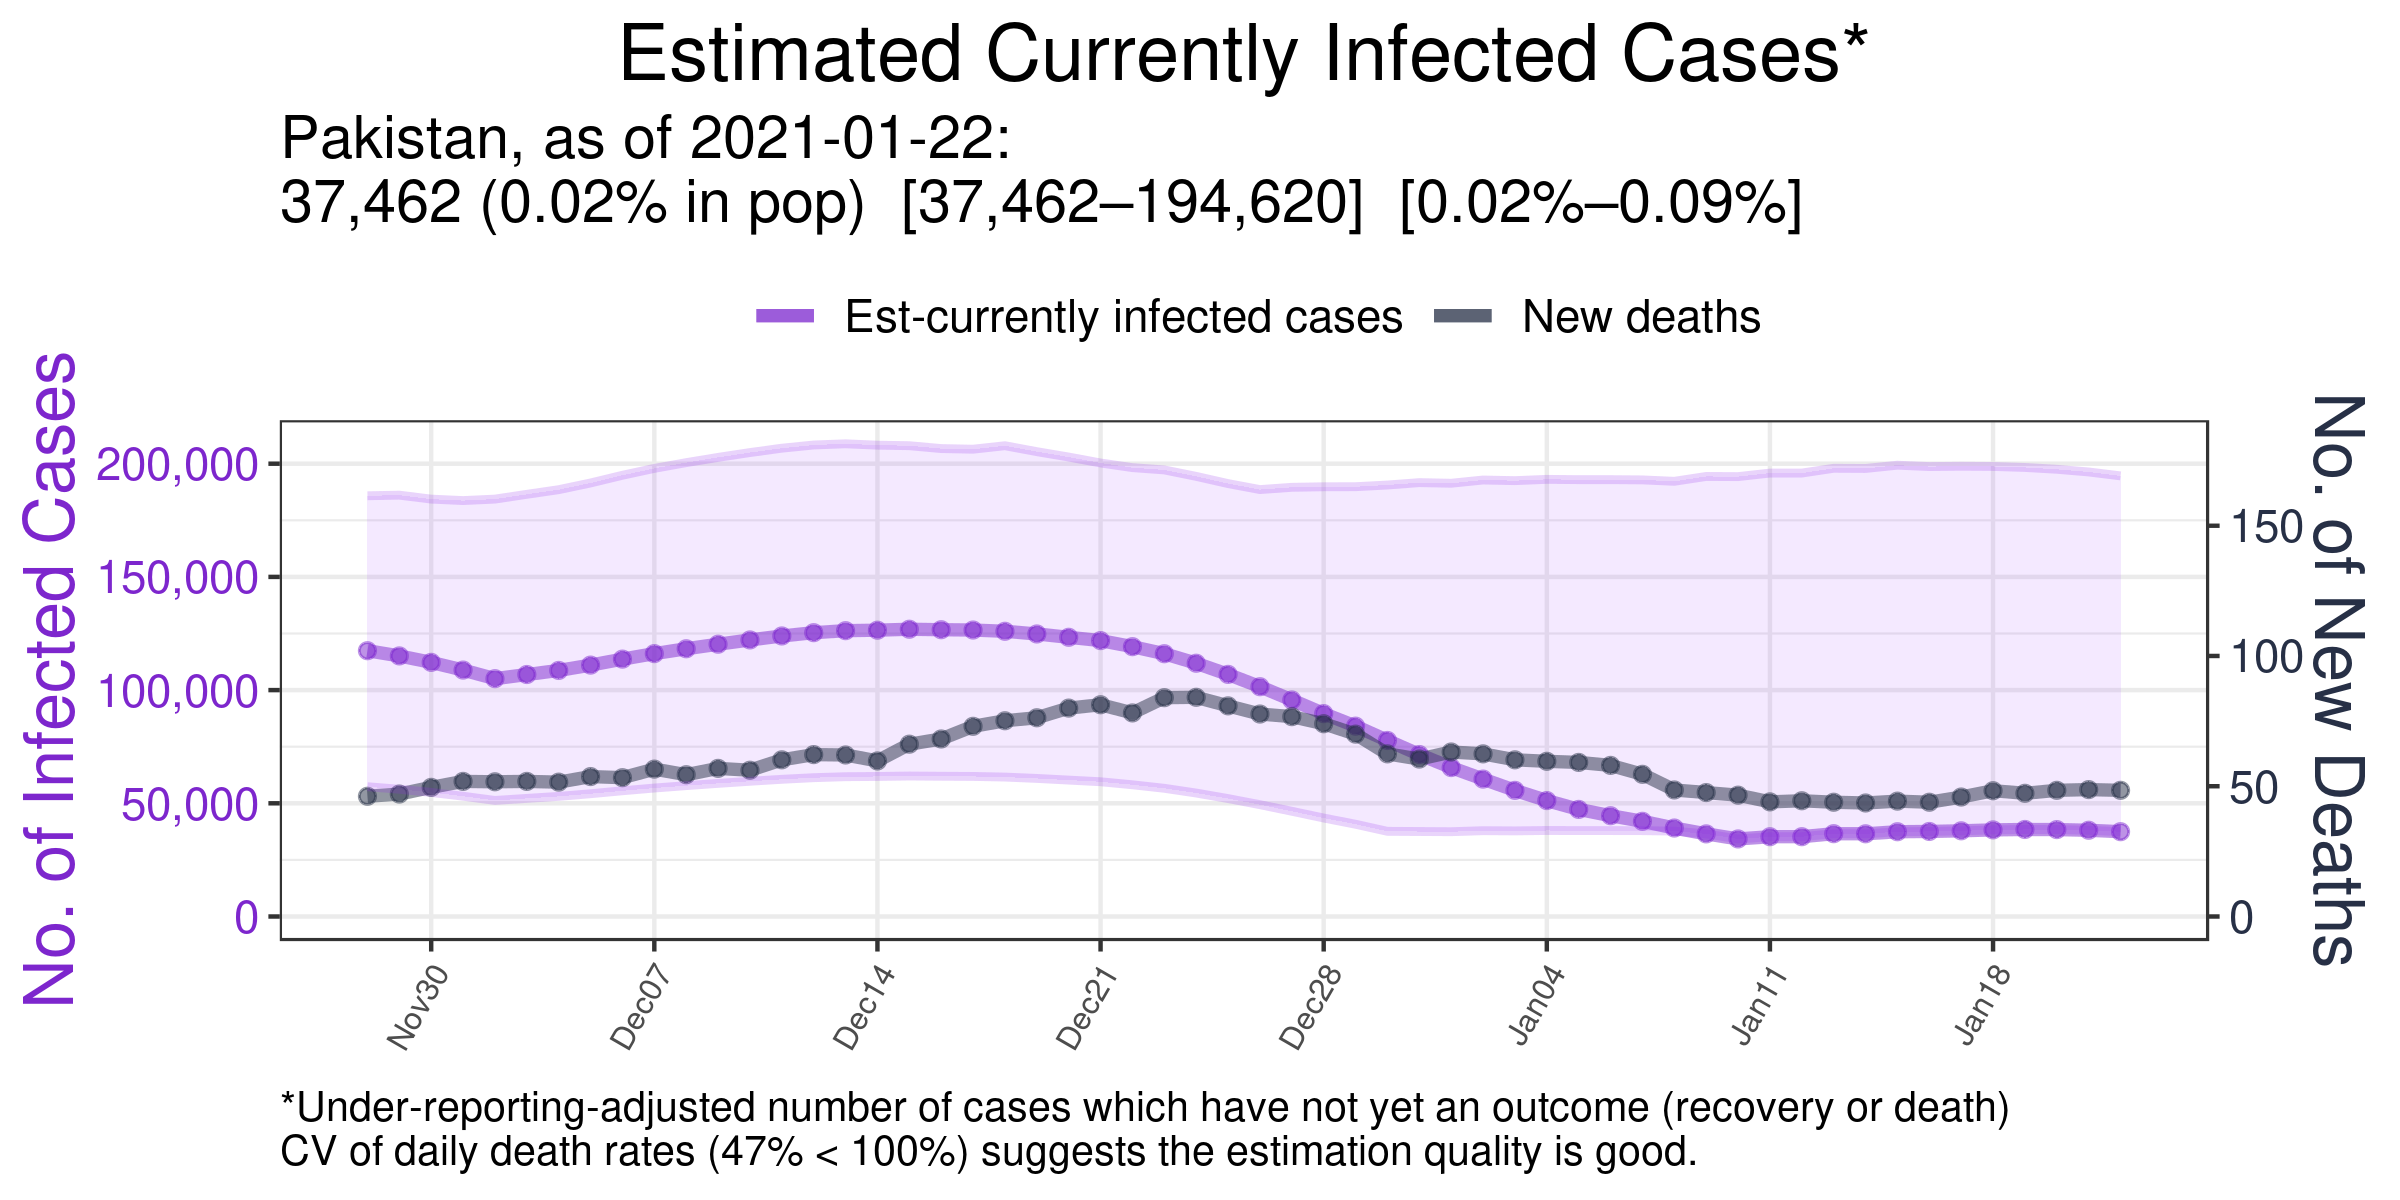 Estimated Currently Infected Cases*
Pakistan, as of 2021-01-22:
37,462 (0.02% in pop)  [37,462–194,620]  [0.02%–0.09%]
Est-currently infected cases
New deaths
No. of Infected Cases
200,000
150,000
100,000
50,000
0
150
100
50
0
No. of New Deaths
Nov30
Dec07
Dec14
Dec21
Dec28
Jan04
Jan11
Jan18
*Under-reporting-adjusted number of cases which have not yet an outcome (recovery or death)
CV of daily death rates (47% < 100%) suggests the estimation quality is good.